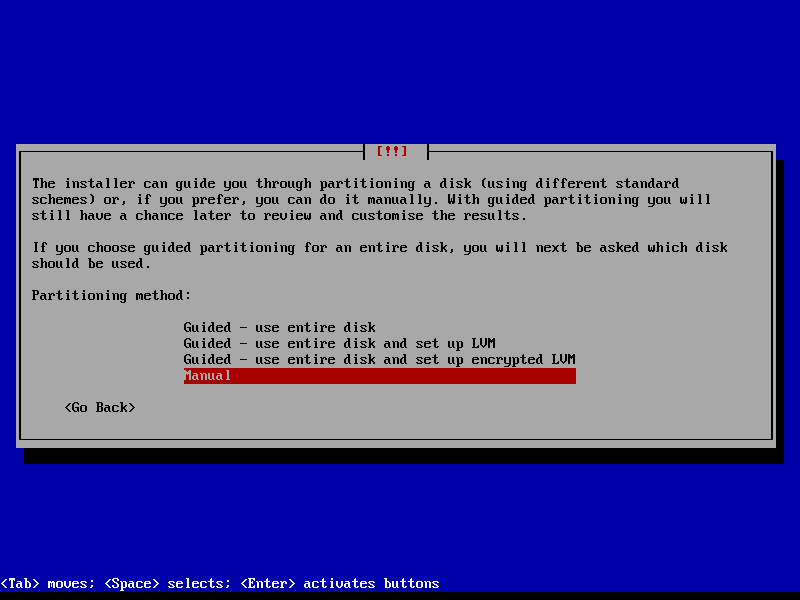 [!!]
The installer can guide you through partitioning a disk (using different standard
schemes) or, if you prefer, you can do it manually. With guided partitioning you will
still have a chance later to review and customise the results.
If you choose guided partitioning for an entire disk, you will next be asked which disk
should be used.
Partitioning method:
Guided - use entire disk
Guided - use entire disk and set up LVM
Guided - use entire disk and set up encrypted LVM
Manual
<Go Back>
<Tab> moves; <Space> selects; <Enter> activates buttons